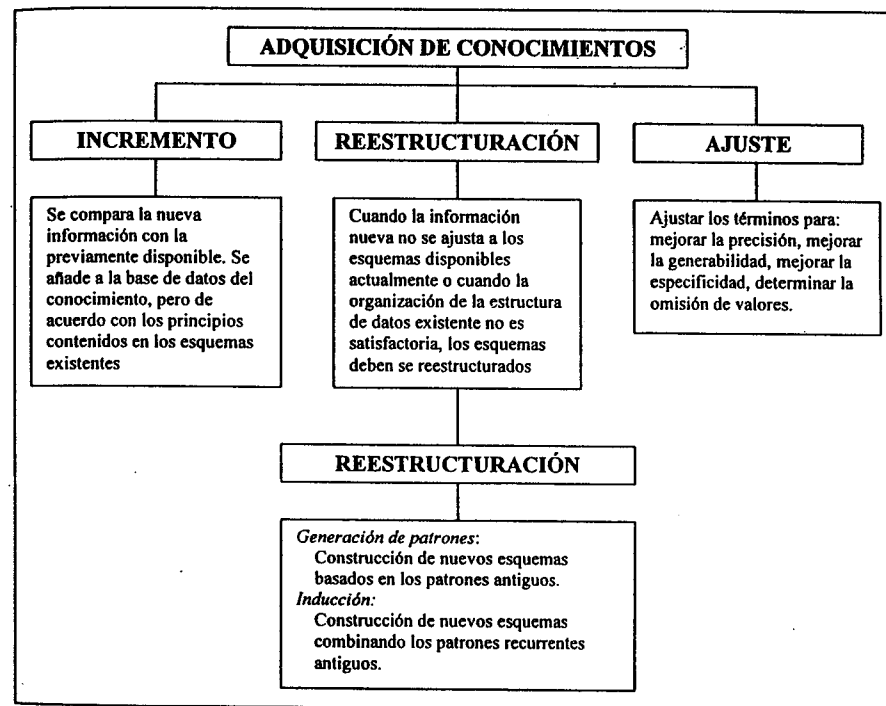 ADQUISICIÓN DE CONOCIMIENTOS
INCREMENTO
Se compara la nueva
información con la
previamente disponible. Se
añade a la base de datos del
conocimiento, pero de
acuerdo con los principios
contenidos en los esquemas
existentes
REESTRUCTURACIÓN
Cuando la información
nueva no se ajusta a los
esquemas disponibles
actualmente o cuando la
organización de la estructura
de datos existente no es
satisfactoria, los esquemas
deben se reestructurados
AJUSTE
Ajustar los términos para:
mejorar la precisión, mejorar
la generabilidad, mejorar la
especificidad, determinar la
omisión de valores.
REESTRUCTURACIÓN
Generación de patrones:
Construcción de nuevos esquemas
basados en los patrones antiguos.
Inducción:
Construcción de nuevos esquemas
combinando los patrones recurrentes
antiguos.